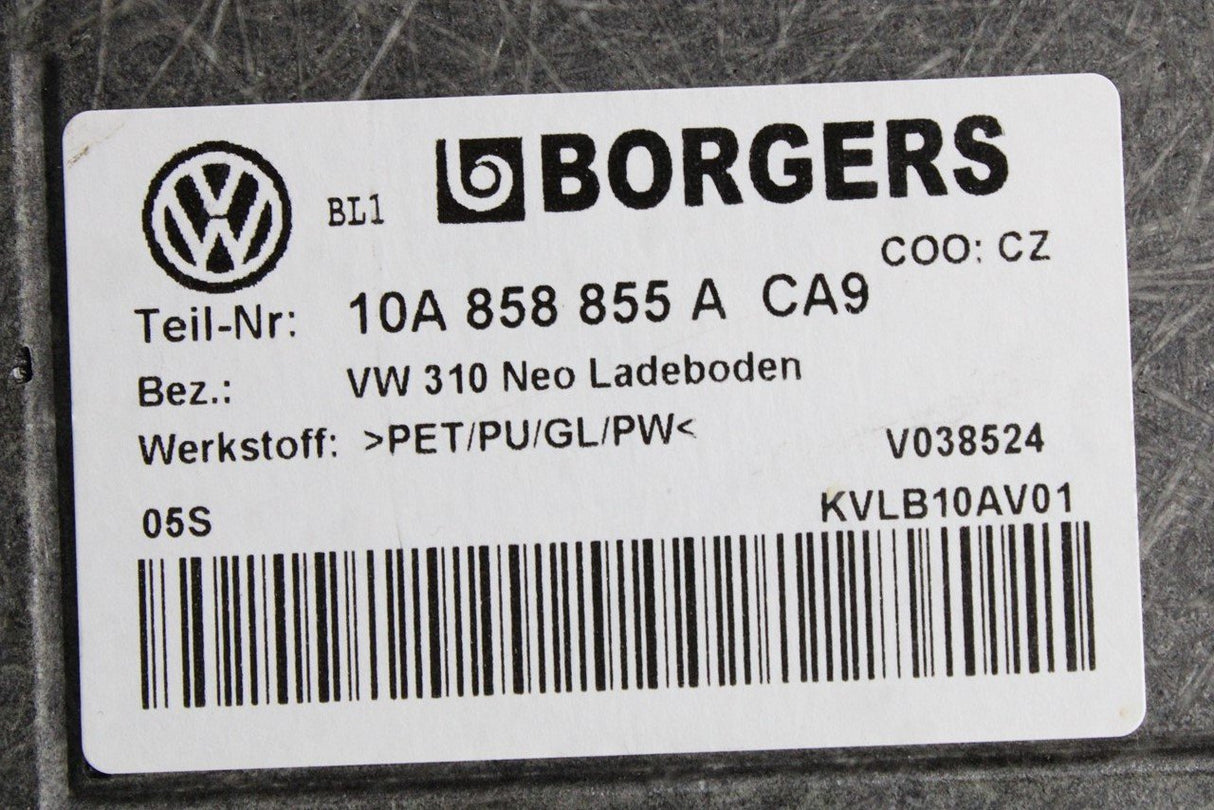 BL1 BORGERS
COO: CZ
Teil-Nr: 10A 858 855 A CA9
Bez.: VW 310 Neo Ladeboden
Werkstoff: >PET/PU/GL/PW<
V038524
05S KVLB10AV01